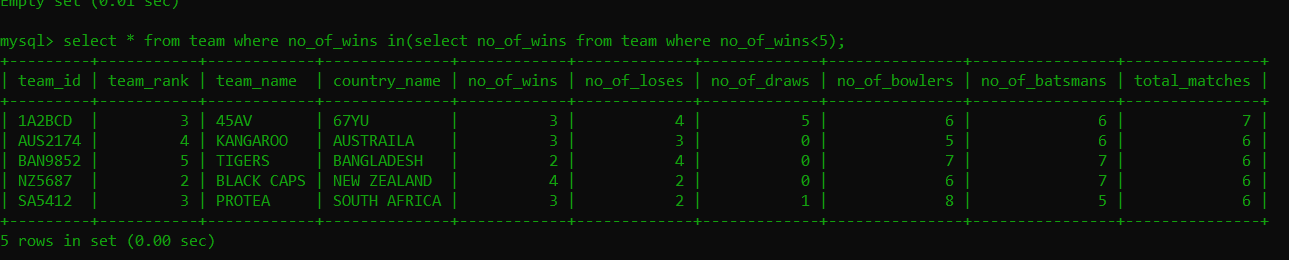 Empty set (0.01 sec)
mysql> select * from team where no_of_wins in(select no_of_wins from team where no_of_wins<5);
+---------+-----------+------------+--------------+------------+-------------+-------------+---------------+----------------+---------------+
| team_id | team_rank | team_name | country_name | no_of_wins | no_of_loses | no_of_draws | no_of_bowlers | no_of_batsmans | total_matches |
+---------+-----------+------------+--------------+------------+-------------+-------------+---------------+----------------+---------------+
| 1A2BCD | 3 | 45AV | 67YU | 3 | 4 | 5 | 6 | 6 | 7 |
| AUS2174 | 4 | KANGAROO | AUSTRAILA | 3 | 3 | 0 | 5 | 6 | 6 |
| BAN9852 | 5 | TIGERS | BANGLADESH | 2 | 4 | 0 | 7 | 7 | 6 |
| NZ5687 | 2 | BLACK CAPS | NEW ZEALAND | 4 | 2 | 0 | 6 | 7 | 6 |
| SA5412 | 3 | PROTEA | SOUTH AFRICA | 3 | 2 | 1 | 8 | 5 | 6 |
+---------+-----------+------------+--------------+------------+-------------+-------------+---------------+----------------+---------------+
5 rows in set (0.00 sec)